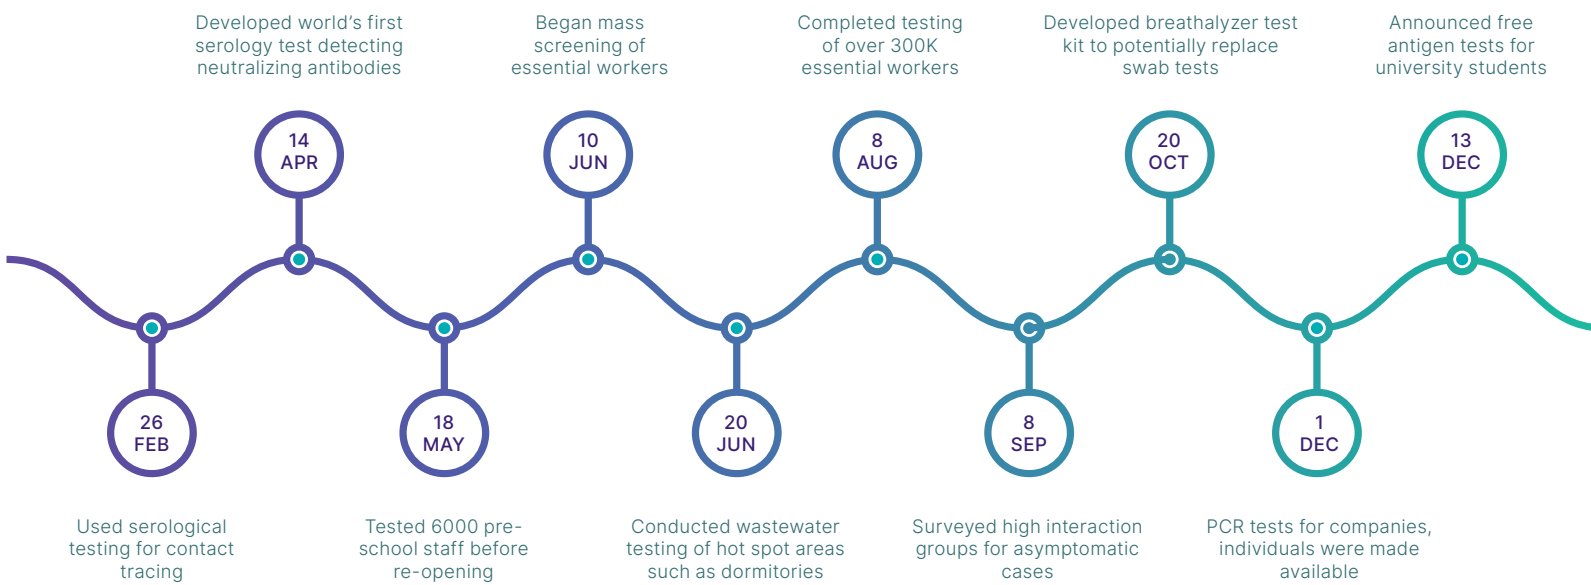 Developed world’s first
serology test detecting
neutralizing antibodies
Began mass
screening of
essential workers
Completed testing
of over 300K
essential workers
Developed breathalyzer test
kit to potentially replace
swab tests
Announced free
antigen tests for
university students
14
APR
10
JUN
8
AUG
20
OCT
13
DEC
26
FEB
18
MAY
20
JUN
8
SEP
1
DEC
Used serological
testing for contact
tracing
Tested 6000 pre-
school staff before
re-opening
Conducted wastewater
testing of hot spot areas
such as dormitories
Surveyed high interaction
groups for asymptomatic
cases
PCR tests for companies,
individuals were made
available